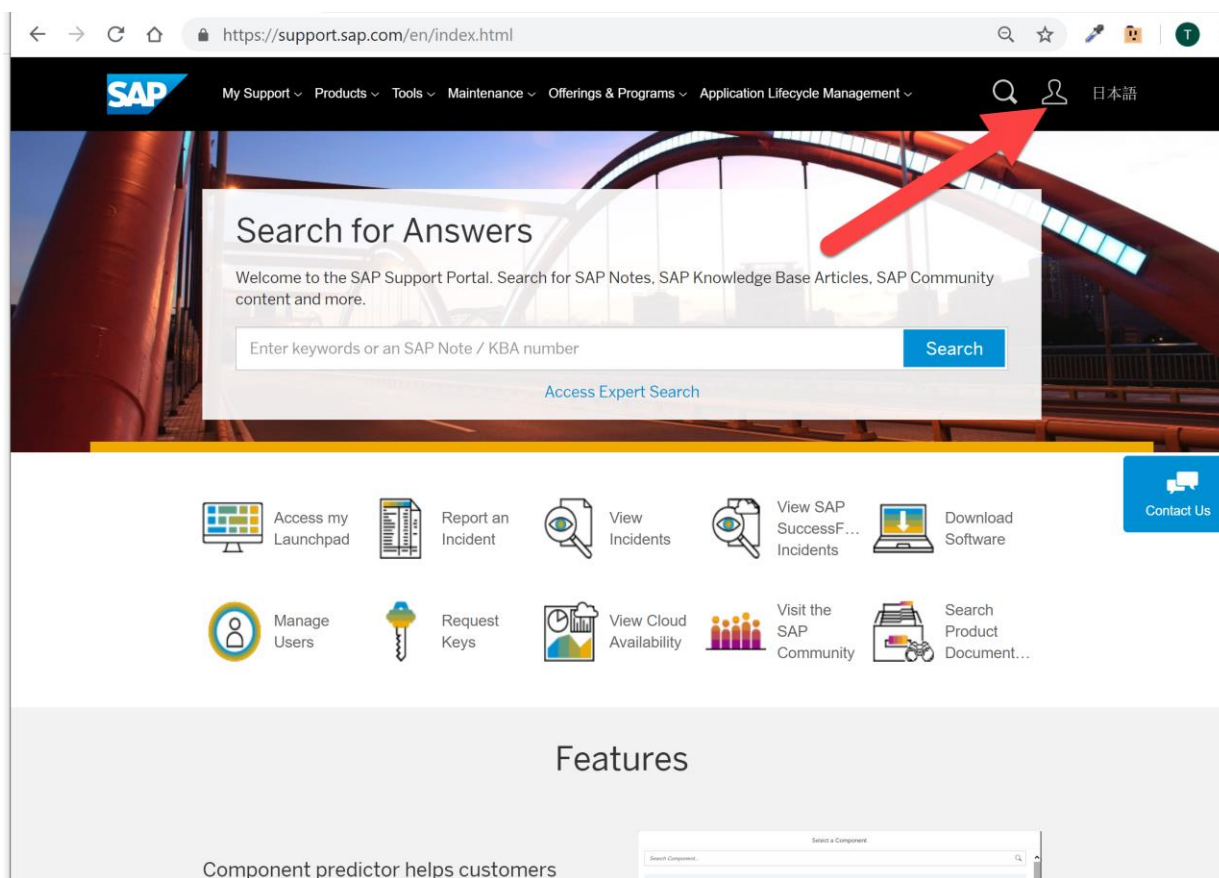 https://support.sap.com/en/index.html
T
SAP
My Support Products Tools Maintenance Offerings & Programs Application Lifecycle Management
日本語
Search for Answers
Welcome to the SAP Support Portal. Search for SAP Notes, SAP Knowledge Base Articles, SAP Community
content and more.
Enter keywords or an SAP Note / KBA number
Search
Access Expert Search
Contact Us
Access my
Launchpad
Report an
Incident
View
Incidents
View SAP
SuccessF...
Incidents
Download
Software
Manage
Users
Request
Keys
View Cloud
Availability
Visit the
SAP
Community
Search
Product
Document...
Features
Component predictor helps customers
Select a Component
Search Component...